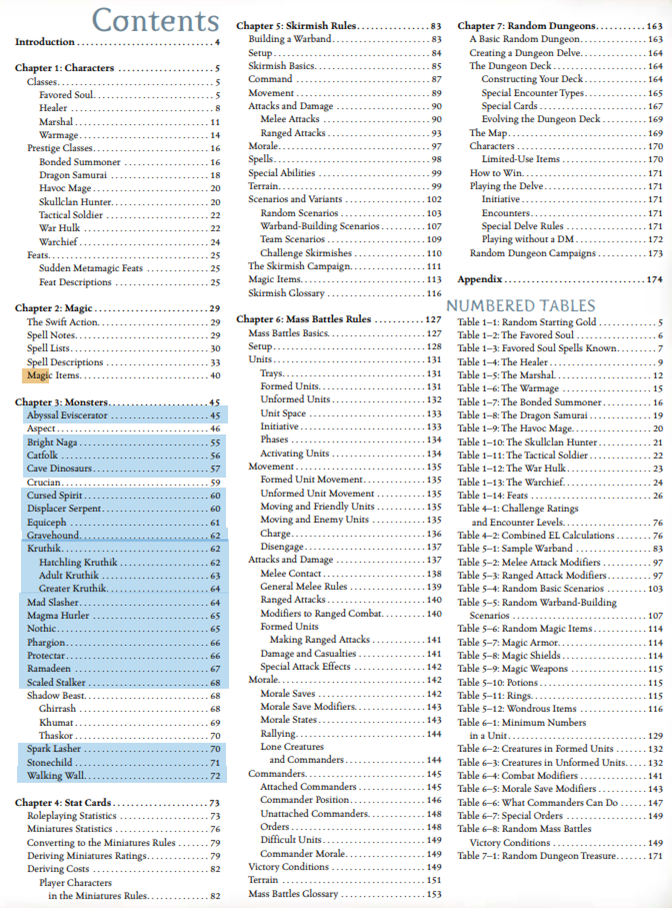 Contents
Introduction ........................ 4
Chapter 1: Characters ........................ 5
Classes ........................ 5
Favored Soul ........................ 5
Healer ........................ 8
Marshal ........................ 11
Warmage ........................ 14
Prestige Classes ........................ 16
Bonded Summoner ........................ 16
Dragon Samurai ........................ 18
Havoc Mage ........................ 20
Skullclan Hunter ........................ 20
Tactical Soldier ........................ 22
War Hulk ........................ 22
Warchief ........................ 24
Feats ........................ 25
Sudden Metamagic Feats ........................ 25
Feat Descriptions ........................ 25
Chapter 2: Magic ........................ 29
The Swift Action ........................ 29
Spell Notes ........................ 29
Spell Lists ........................ 30
Spell Descriptions ........................ 33
Magic Items ........................ 40
Chapter 3: Monsters ........................ 45
Abyssal Eviscerator ........................ 45
Aspect ........................ 46
Bright Naga ........................ 55
Catfolk ........................ 56
Cave Dinosaurs ........................ 57
Crucian ........................ 59
Cursed Spirit ........................ 60
Displacer Serpent ........................ 60
Equiceph ........................ 61
Gravehound ........................ 62
Kruthik ........................ 62
Hatchling Kruthik ........................ 62
Adult Kruthik ........................ 63
Greater Kruthik ........................ 64
Mad Slasher ........................ 64
Magma Hurler ........................ 65
Nothic ........................ 65
Phargion ........................ 66
Protectar ........................ 66
Ramadeen ........................ 67
Scaled Stalker ........................ 68
Shadow Beast ........................ 68
Ghirrash ........................ 68
Khumat ........................ 69
Thaskor ........................ 70
Spark Lasher ........................ 70
Stonechild ........................ 71
Walking Wall ........................ 72
Chapter 4: Stat Cards ........................ 73
Roleplaying Statistics ........................ 73
Miniatures Statistics ........................ 76
Converting to the Miniatures Rules ........................ 79
Deriving Miniatures Ratings ........................ 79
Deriving Costs ........................ 82
Player Characters
in the Miniatures Rules ........................ 82
Chapter 5: Skirmish Rules ........................ 83
Building a Warband ........................ 83
Setup ........................ 84
Skirmish Basics ........................ 85
Command ........................ 87
Movement ........................ 89
Attacks and Damage ........................ 90
Melee Attacks ........................ 90
Ranged Attacks ........................ 93
Morale ........................ 97
Spells ........................ 98
Special Abilities ........................ 99
Terrain ........................ 99
Scenarios and Variants ........................ 102
Random Scenarios ........................ 103
Warband-Building Scenarios ........................ 107
Team Scenarios ........................ 109
Challenge Skirmishes ........................ 110
The Skirmish Campaign ........................ 111
Magic Items ........................ 113
Skirmish Glossary ........................ 116
Chapter 6: Mass Battles Rules ........................ 127
Mass Battles Basics ........................ 127
Setup ........................ 128
Units ........................ 131
Trays ........................ 131
Formed Units ........................ 131
Unformed Units ........................ 132
Unit Space ........................ 133
Initiative ........................ 133
Phases ........................ 134
Activating Units ........................ 134
Movement ........................ 135
Formed Unit Movement ........................ 135
Unformed Unit Movement ........................ 135
Moving and Friendly Units ........................ 135
Moving and Enemy Units ........................ 135
Charge ........................ 136
Disengage ........................ 137
Attacks and Damage ........................ 137
Melee Contact ........................ 138
General Melee Rules ........................ 139
Ranged Attacks ........................ 140
Modifiers to Ranged Combat ........................ 140
Formed Units
Making Ranged Attacks ........................ 141
Damage and Casualties ........................ 141
Special Attack Effects ........................ 142
Morale ........................ 142
Morale Saves ........................ 142
Morale Save Modifiers ........................ 143
Morale States ........................ 143
Rallying ........................ 144
Lone Creatures
and Commanders ........................ 144
Commanders ........................ 145
Attached Commanders ........................ 145
Commander Position ........................ 146
Unattached Commanders ........................ 148
Orders ........................ 148
Difficult Units ........................ 149
Commander Morale ........................ 149
Victory Conditions ........................ 149
Terrain ........................ 151
Mass Battles Glossary ........................ 153
Chapter 7: Random Dungeons ........................ 163
A Basic Random Dungeon ........................ 163
Creating a Dungeon Delve ........................ 164
The Dungeon Deck ........................ 164
Constructing Your Deck ........................ 164
Special Encounter Types ........................ 165
Special Cards ........................ 167
Evolving the Dungeon Deck ........................ 169
The Map ........................ 169
Characters ........................ 170
Limited-Use Items ........................ 170
How to Win ........................ 171
Playing the Delve ........................ 171
Initiative ........................ 171
Encounters ........................ 171
Special Delve Rules ........................ 171
Playing without a DM ........................ 172
Random Dungeon Campaigns ........................ 173
Appendix ........................ 174
NUMBERED TABLES
Table 1–1: Random Starting Gold ........................ 5
Table 1–2: The Favored Soul ........................ 6
Table 1–3: Favored Soul Spells Known ........................ 7
Table 1–4: The Healer ........................ 9
Table 1–5: The Marshal ........................ 12
Table 1–6: The Warmage ........................ 15
Table 1–7: The Bonded Summoner ........................ 16
Table 1–8: The Dragon Samurai ........................ 19
Table 1–9: The Havoc Mage ........................ 20
Table 1–10: The Skullclan Hunter ........................ 21
Table 1–11: The Tactical Soldier ........................ 22
Table 1–12: The War Hulk ........................ 23
Table 1–13: The Warchief ........................ 24
Table 1–14: Feats ........................ 26
Table 4–1: Challenge Ratings
and Encounter Levels ........................ 76
Table 4–2: Combined EL Calculations ........................ 76
Table 5–1: Sample Warband ........................ 83
Table 5–2: Melee Attack Modifiers ........................ 97
Table 5–3: Ranged Attack Modifiers ........................ 97
Table 5–4: Random Basic Scenarios ........................ 103
Table 5–5: Random Warband-Building
Scenarios ........................ 107
Table 5–6: Random Magic Items ........................ 114
Table 5–7: Magic Armor ........................ 114
Table 5–8: Magic Shields ........................ 114
Table 5–9: Magic Weapons ........................ 115
Table 5–10: Potions ........................ 115
Table 5–11: Rings ........................ 115
Table 5–12: Wondrous Items ........................ 116
Table 6–1: Minimum Numbers
in a Unit ........................ 129
Table 6–2: Creatures in Formed Units ........................ 132
Table 6–3: Creatures in Unformed Units ........................ 132
Table 6–4: Combat Modifiers ........................ 141
Table 6–5: Morale Save Modifiers ........................ 143
Table 6–6: What Commanders Can Do ........................ 147
Table 6–7: Special Orders ........................ 149
Table 6–8: Random Mass Battles
Victory Conditions ........................ 149
Table 7–1: Random Dungeon Treasure ........................ 171